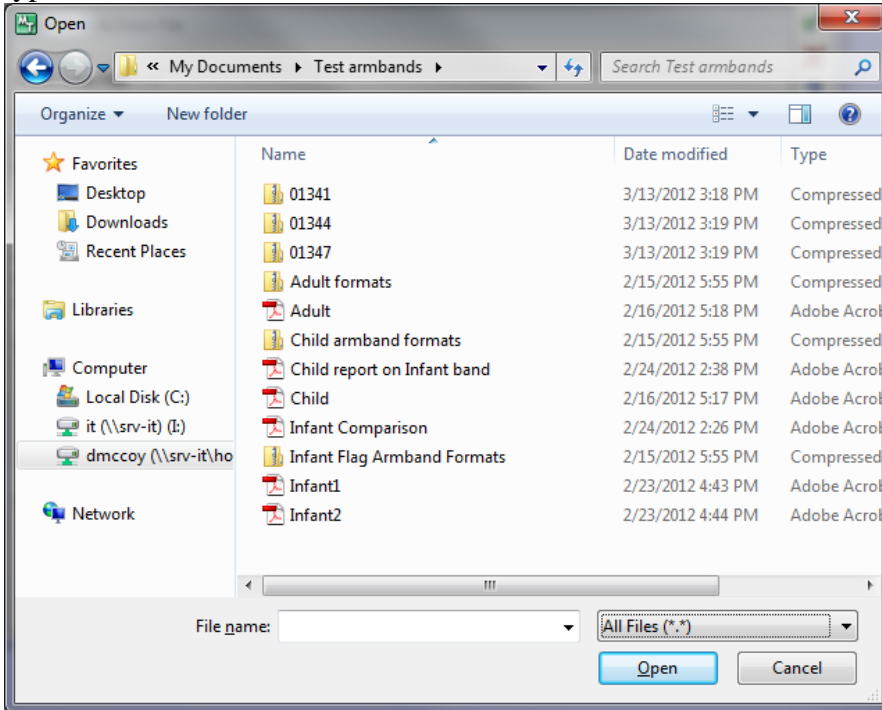 Open
« My Documents ▸ Test armbands ▸ Search Test armbands
Organize New folder
Favorites
Desktop
Downloads
Recent Places
Libraries
Computer
Local Disk (C:)
it (\\srv-it) (I:)
dmccoy (\\srv-it\ho
Network
Name Date modified Type
01341 3/13/2012 3:18 PM Compressed
01344 3/13/2012 3:19 PM Compressed
01347 3/13/2012 3:19 PM Compressed
Adult formats 2/15/2012 5:55 PM Compressed
Adult 2/16/2012 5:18 PM Adobe Acrob
Child armband formats 2/15/2012 5:55 PM Compressed
Child report on Infant band 2/24/2012 2:38 PM Adobe Acrob
Child 2/16/2012 5:17 PM Adobe Acrob
Infant Comparison 2/24/2012 2:26 PM Adobe Acrob
Infant Flag Armband Formats 2/15/2012 5:55 PM Compressed
Infant1 2/23/2012 4:43 PM Adobe Acrob
Infant2 2/23/2012 4:44 PM Adobe Acrob
File name: All Files (*.*)
Open Cancel